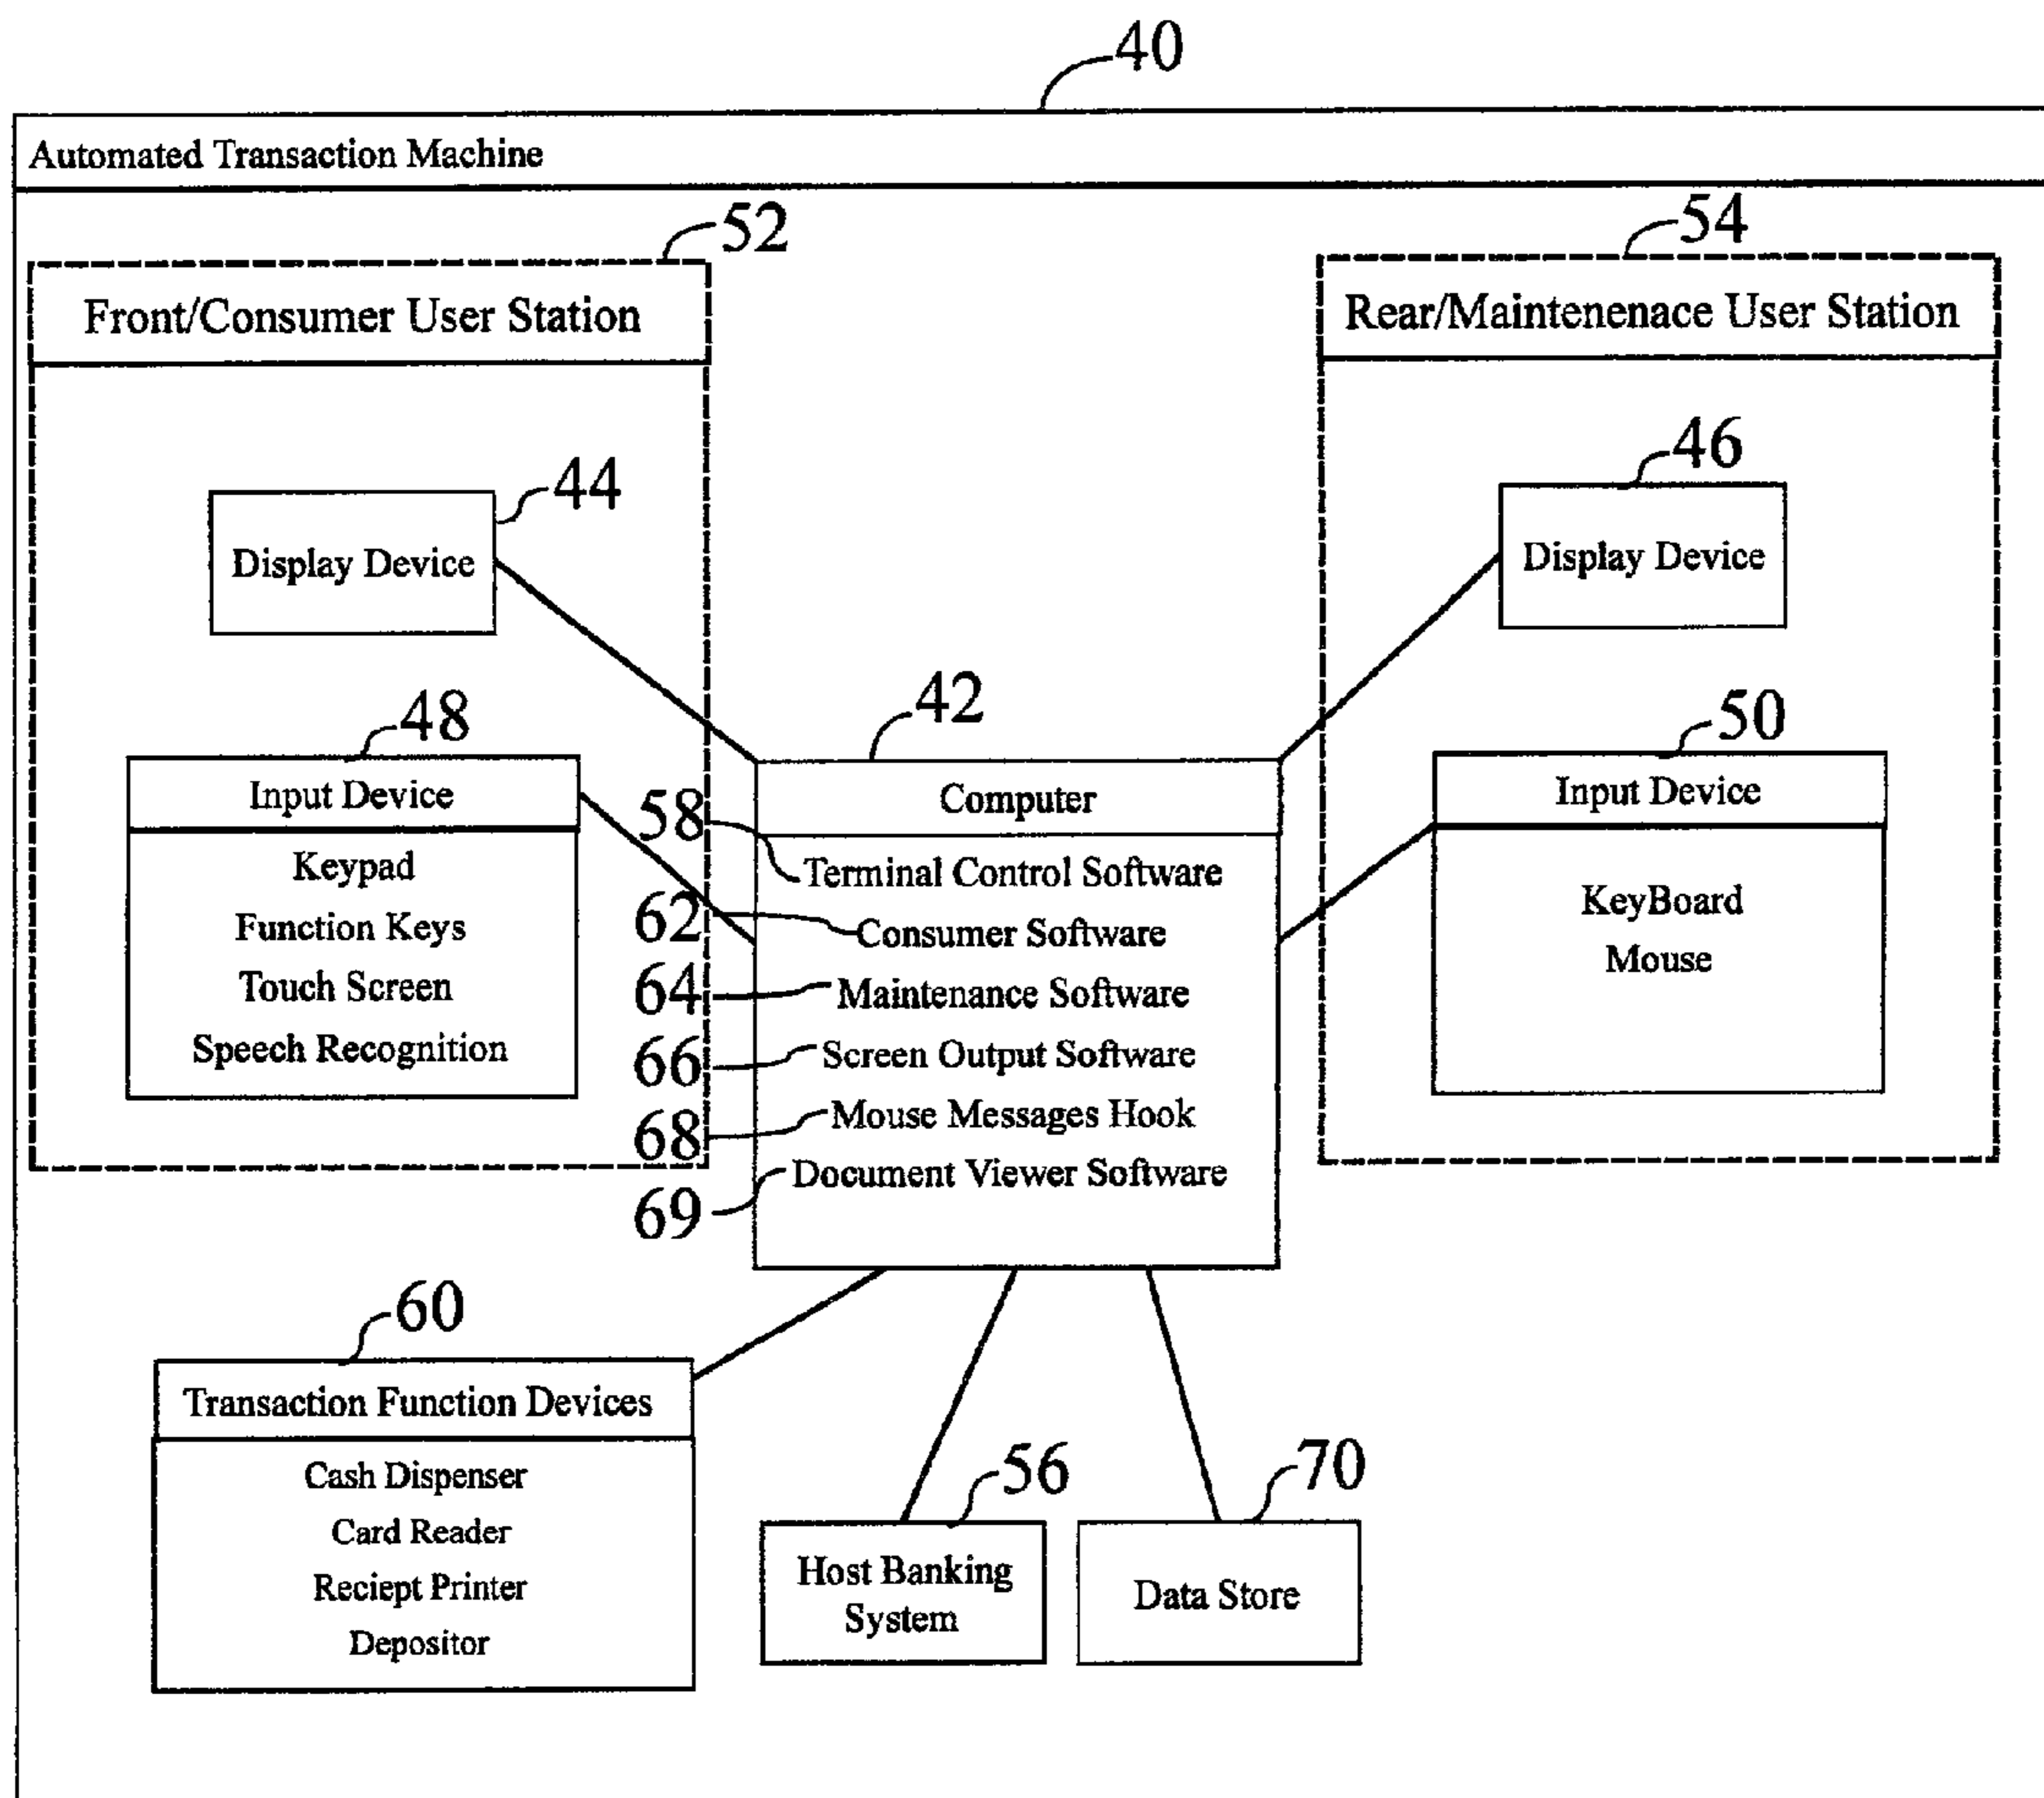 40
Automated Transaction Machine
52
54
Front/Consumer User Station
Rear/Maintenenace User Station
44
Display Device
46
Display Device
48
Input Device
Keypad
Function Keys
Touch Screen
Speech Recognition
42
Computer
58
Terminal Control Software
62
Consumer Software
64
Maintenance Software
66
Screen Output Software
68
Mouse Messages Hook
69
Document Viewer Software
50
Input Device
KeyBoard
Mouse
60
Transaction Function Devices
Cash Dispenser
Card Reader
Reciept Printer
Depositor
56
Host Banking
System
70
Data Store